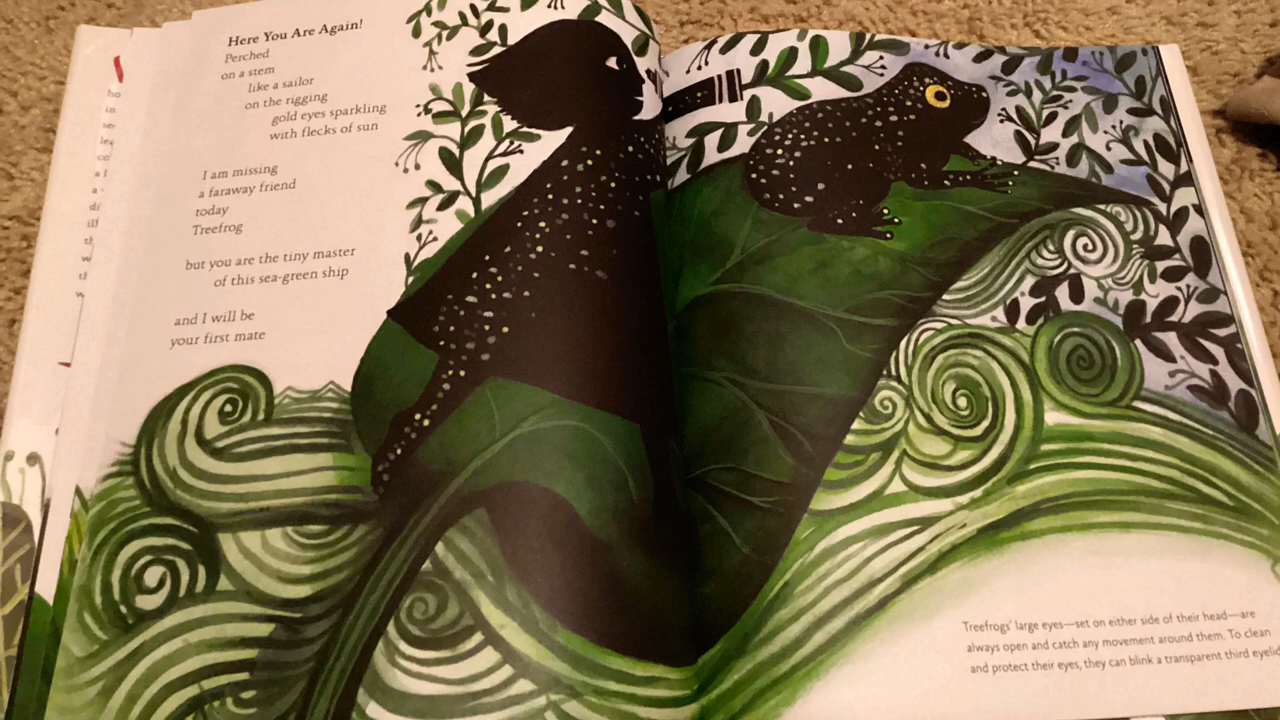 Here You Are Again!
Perched
on a stem
like a sailor
on the rigging
gold eyes sparkling
with flecks of sun
I am missing
a faraway friend
today
Treefrog
but you are the tiny master
of this sea-green ship
and I will be
your first mate
Treefrogs' large eyes—set on either side of their head—are
always open and catch any movement around them. To clean
and protect their eyes, they can blink a transparent third eyelid